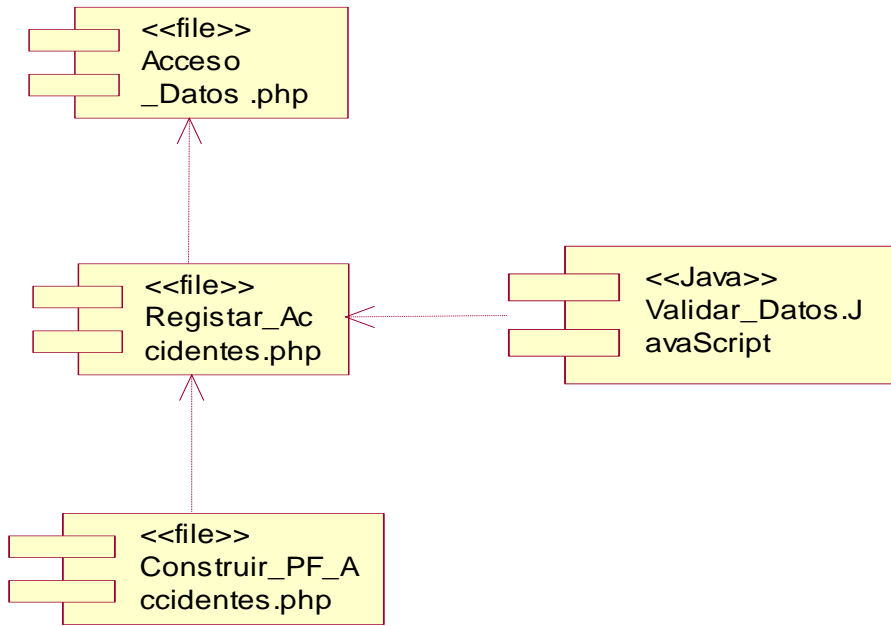 <<file>>
Acceso
_Datos .php
<<file>>
Registar_Ac
cidentes.php
<<Java>>
Validar_Datos.J
avaScript
<<file>>
Construir_PF_A
ccidentes.php